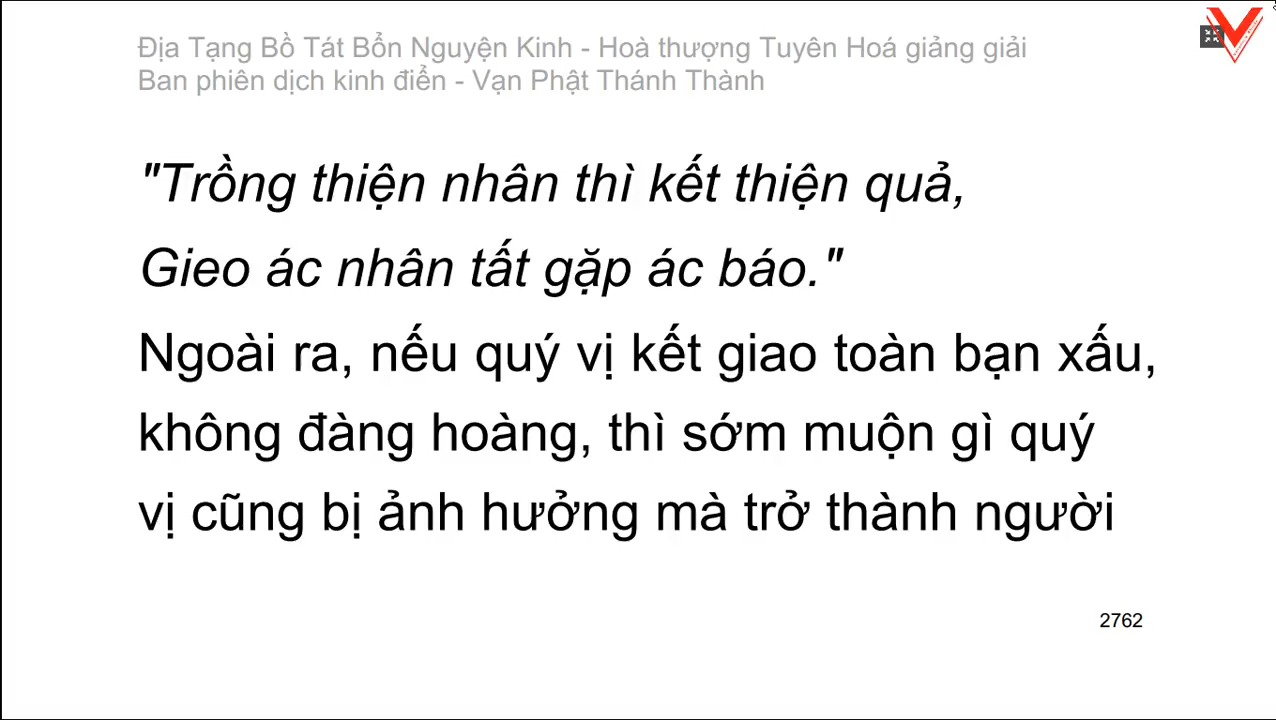 Địa Tạng Bồ Tát Bổn Nguyện Kinh - Hoà thượng Tuyên Hoá giảng giải
Ban phiên dịch kinh điển - Vạn Phật Thánh Thành
"Trồng thiện nhân thì kết thiện quả,
Gieo ác nhân tất gặp ác báo."
Ngoài ra, nếu quý vị kết giao toàn bạn xấu,
không đàng hoàng, thì sớm muộn gì quý
vị cũng bị ảnh hưởng mà trở thành người
2762